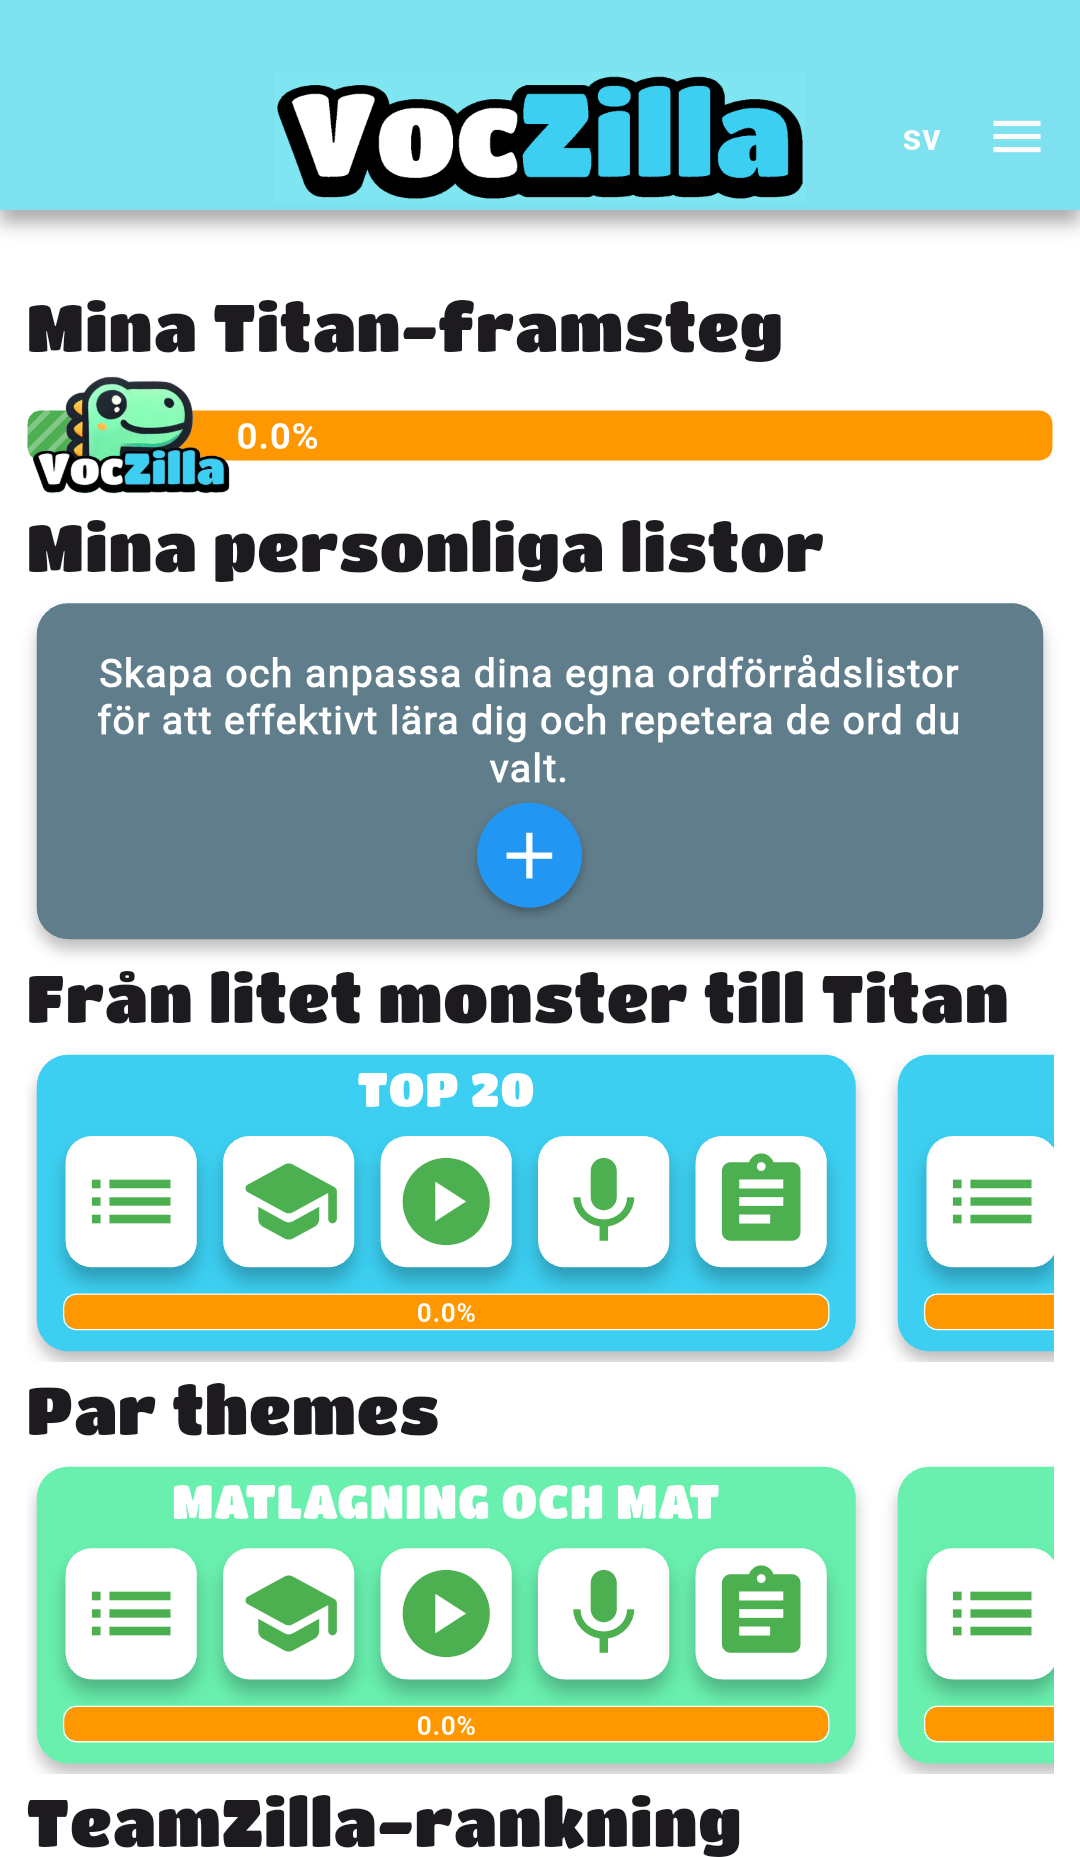 VocZilla
sv
Mina Titan-framsteg
VocZilla
0.0%
Mina personliga listor
Skapa och anpassa dina egna ordförrådslistor
för att effektivt lära dig och repetera de ord du
valt.
Från litet monster till Titan
TOP 20
0.0%
Par themes
MATLAGNING OCH MAT
0.0%
TeamZilla-rankning